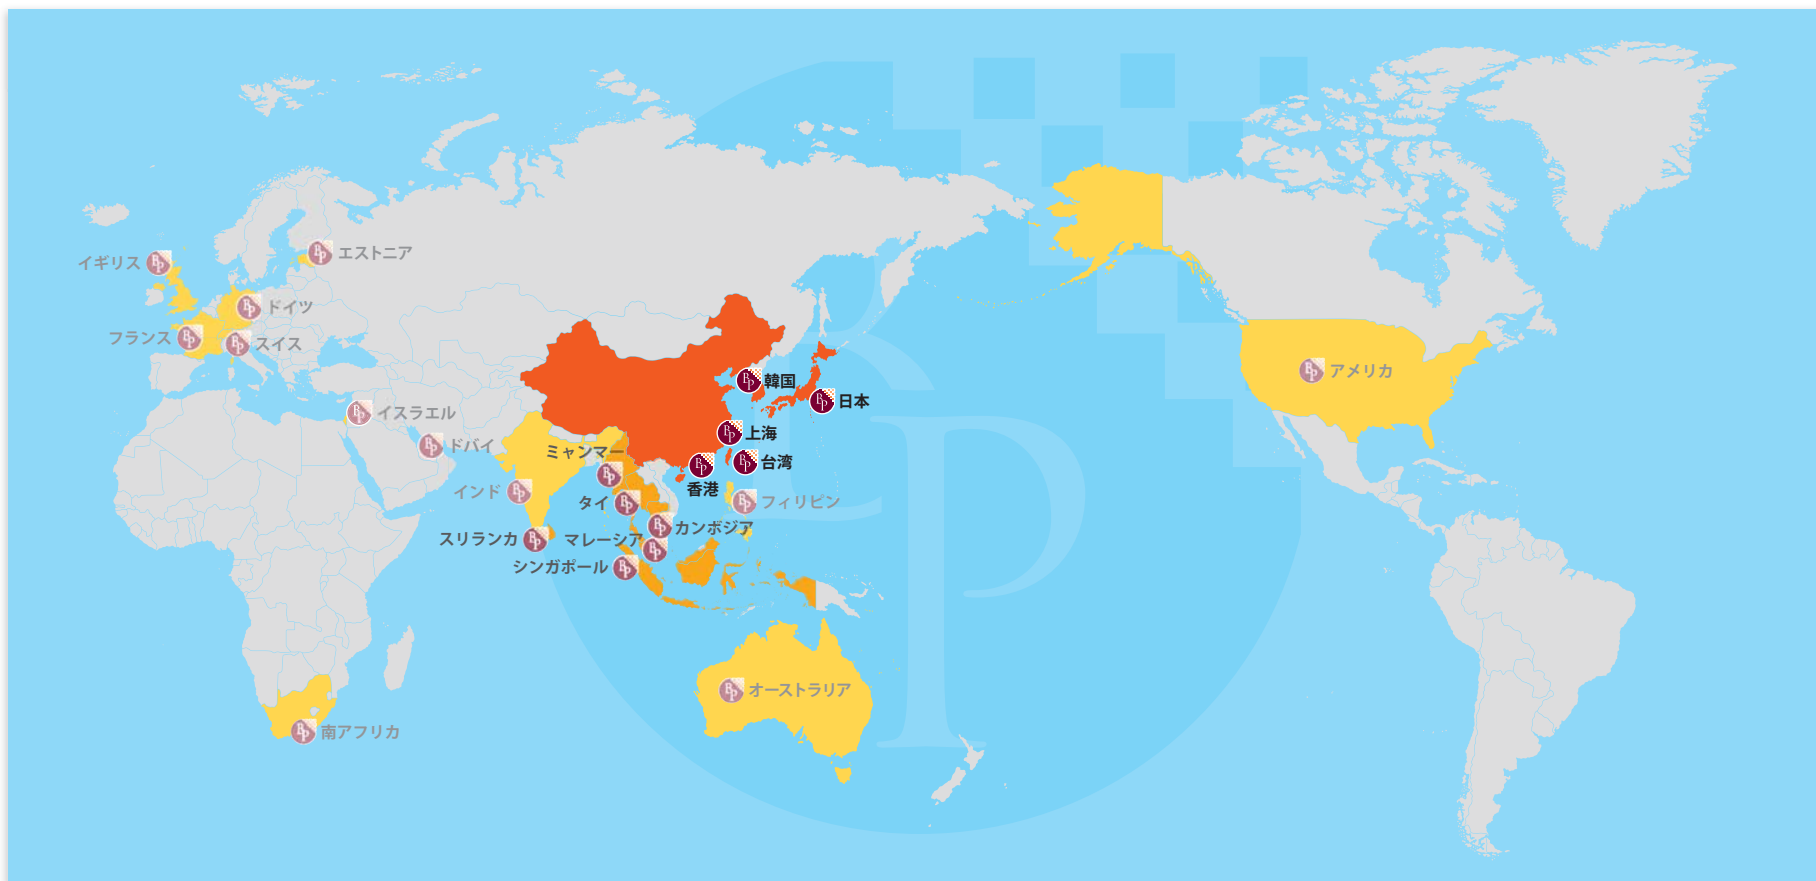 エストニア
イギリス
ドイツ
フランス
スイス
アメリカ
韓国
日本
イスラエル
上海
ドバイ
ミャンマー
台湾
香港
インド
タイ
フィリピン
カンボジア
スリランカ
マレーシア
シンガポール
オーストラリア
南アフリカ
BP